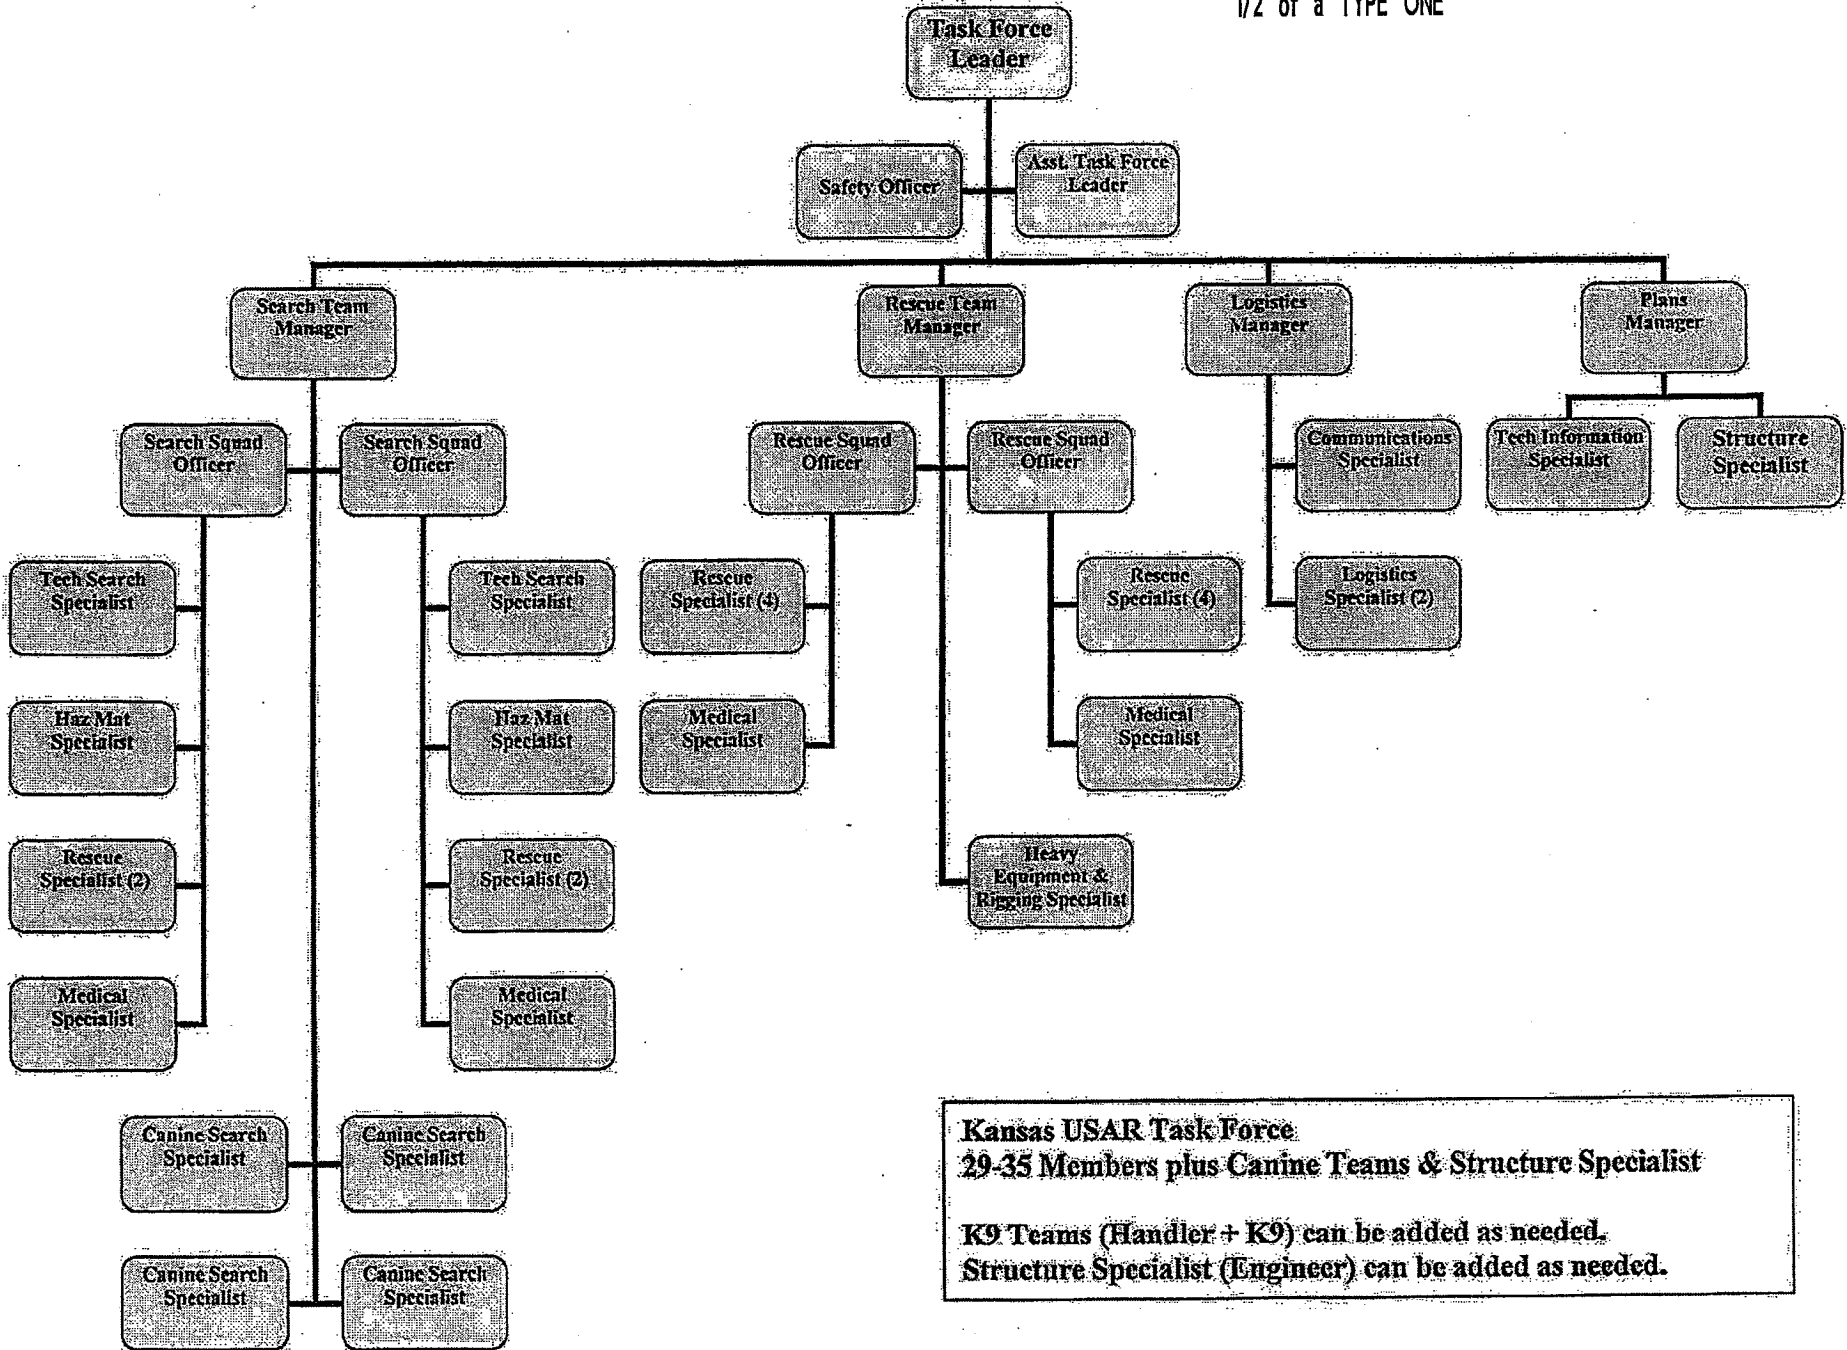 1/2 of a TYPE ONE
Task Force
Leader
Safety Officer
Asst. Task Force
Leader
Search Team
Manager
Rescue Team
Manager
Logistics
Manager
Plans
Manager
Search Squad
Officer
Search Squad
Officer
Rescue Squad
Officer
Rescue Squad
Officer
Communications
Specialist
Tech Information
Specialist
Structure
Specialist
Tech Search
Specialist
Tech Search
Specialist
Rescue
Specialist (4)
Rescue
Specialist (4)
Logistics
Specialist (2)
Haz Mat
Specialist
Haz Mat
Specialist
Medical
Specialist
Medical
Specialist
Rescue
Specialist (2)
Rescue
Specialist (2)
Heavy
Equipment &
Rigging Specialist
Medical
Specialist
Medical
Specialist
Canine Search
Specialist
Canine Search
Specialist
Canine Search
Specialist
Canine Search
Specialist
Kansas USAR Task Force
29-35 Members plus Canine Teams & Structure Specialist
K9 Teams (Handler + K9) can be added as needed.
Structure Specialist (Engineer) can be added as needed.